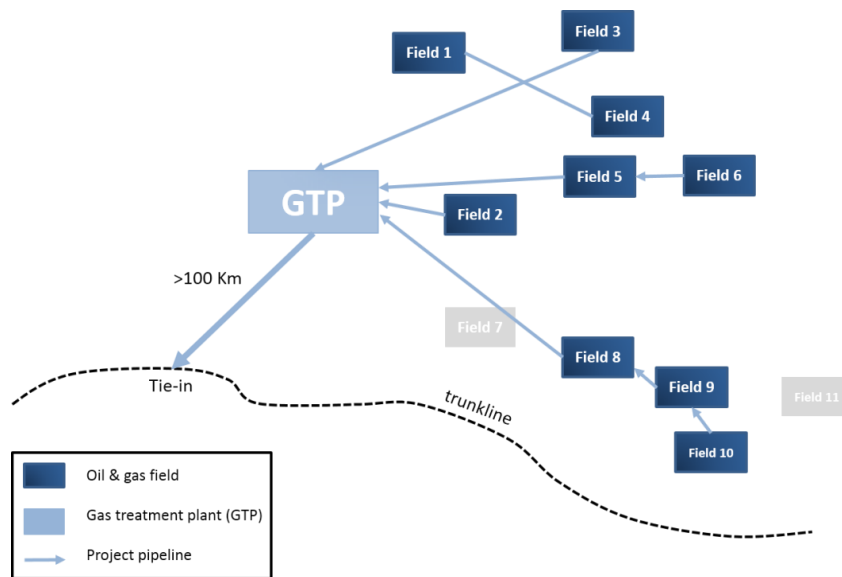 Field 3
Field 1
Field 4
Field 5
Field 6
GTP
Field 2
>100 Km
Field 7
Field 8
Tie-in
Field 9
trunkline
Field 11
Field 10
Oil & gas field
Gas treatment plant (GTP)
Project pipeline